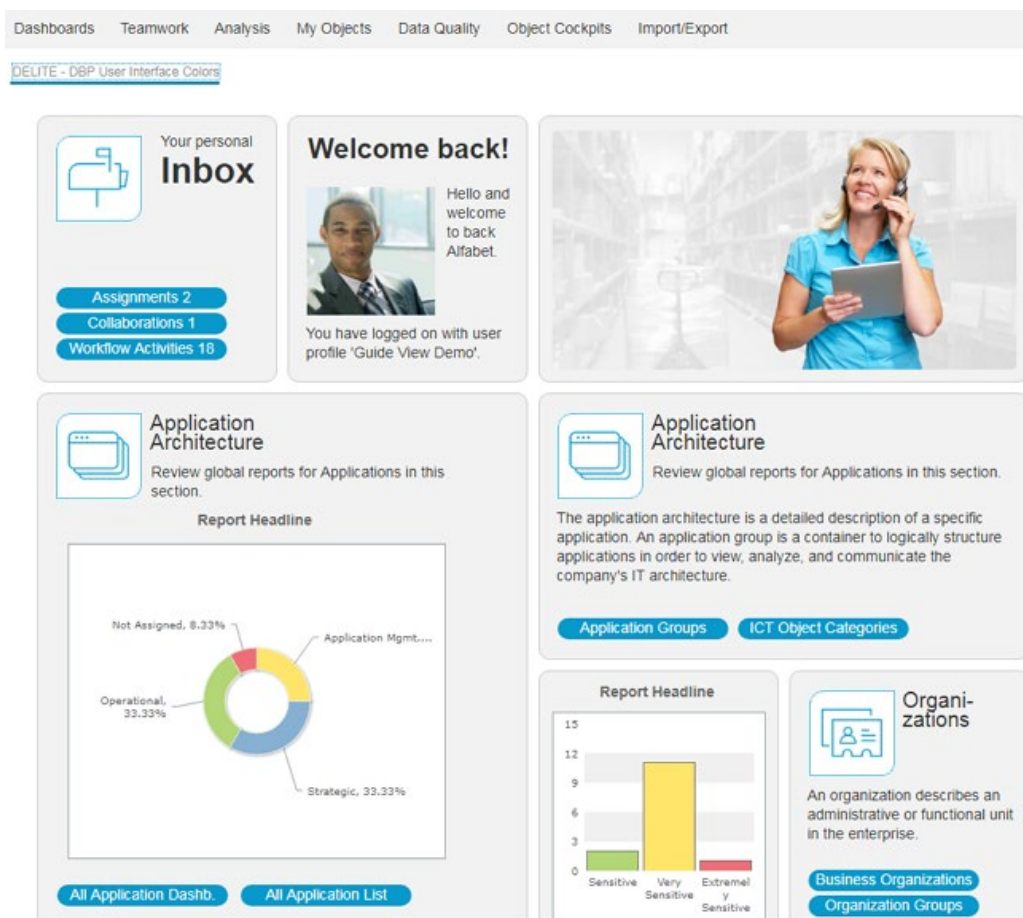 Dashboards Teamwork Analysis My Objects Data Quality Object Cockpits Import/Export
DELITE - DBP User Interface Colors
Your personal
Inbox
Assignments 2
Collaborations 1
Workflow Activities 18
Welcome back!
Hello and
welcome
to back
Alfabet.
You have logged on with user
profile 'Guide View Demo'.
Application
Architecture
Review global reports for Applications in this
section.
Report Headline
Not Assigned, 8.33%
Application Mgmt....
Operational,
33.33%
Strategic, 33.33%
All Application Dashb.
All Application List
Application
Architecture
Review global reports for Applications in this section.
The application architecture is a detailed description of a specific
application. An application group is a container to logically structure
applications in order to view, analyze, and communicate the
company's IT architecture.
Application Groups
ICT Object Categories
Report Headline
15
12
9
6
3
0
Sensitive
Very
Sensitive
Extremel
y
Sensitive
Organi-
zations
An organization describes an
administrative or functional unit
in the enterprise.
Business Organizations
Organization Groups